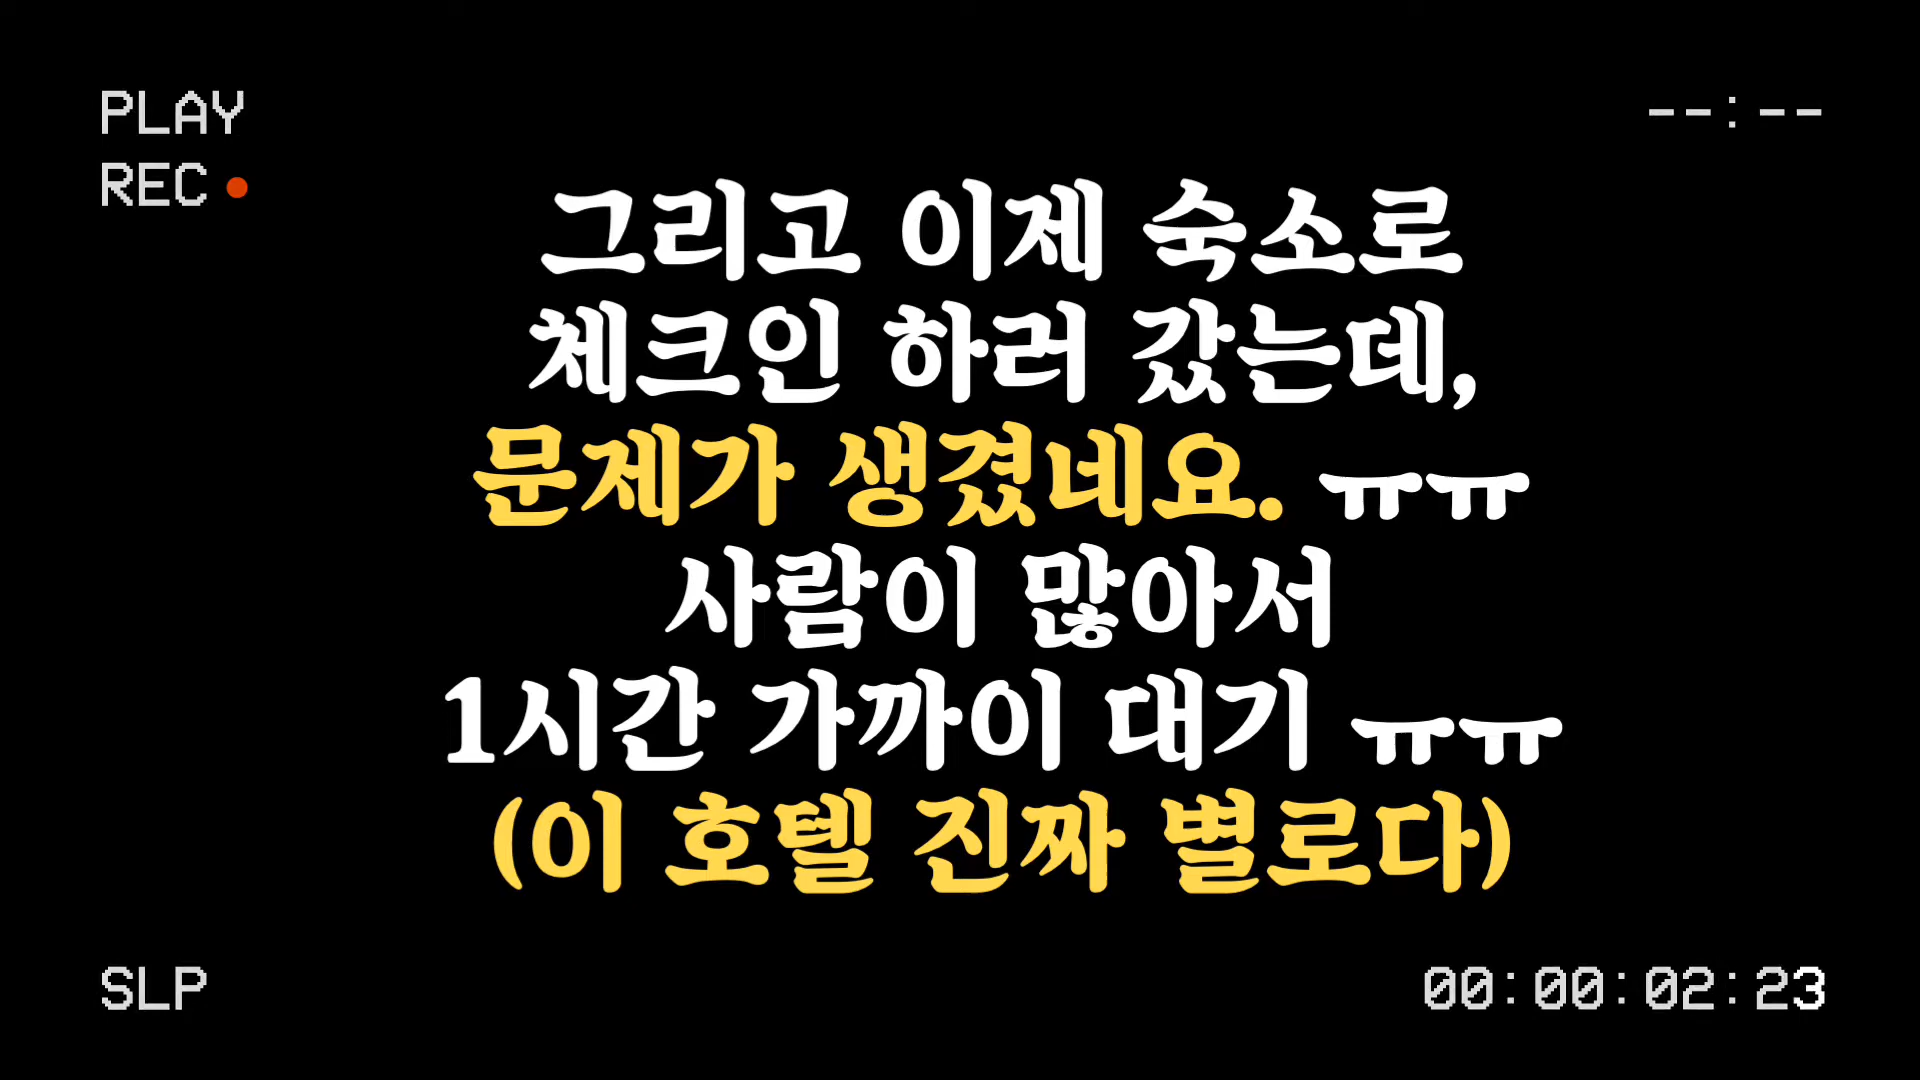 PLAY
--:--
REC
그리고 이제 숙소로
체크인 하러 갔는데,
문제가 생겼네요. ㅠㅠ
사람이 많아서
1시간 가까이 대기 ㅠㅠ
(이 호텔 진짜 별로다)
SLP
00:00:02:23